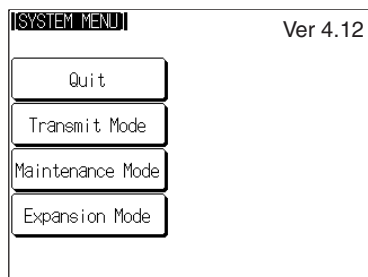 [SYSTEM MENU]
Ver 4.12
Quit
Transmit Mode
Maintenance Mode
Expansion Mode